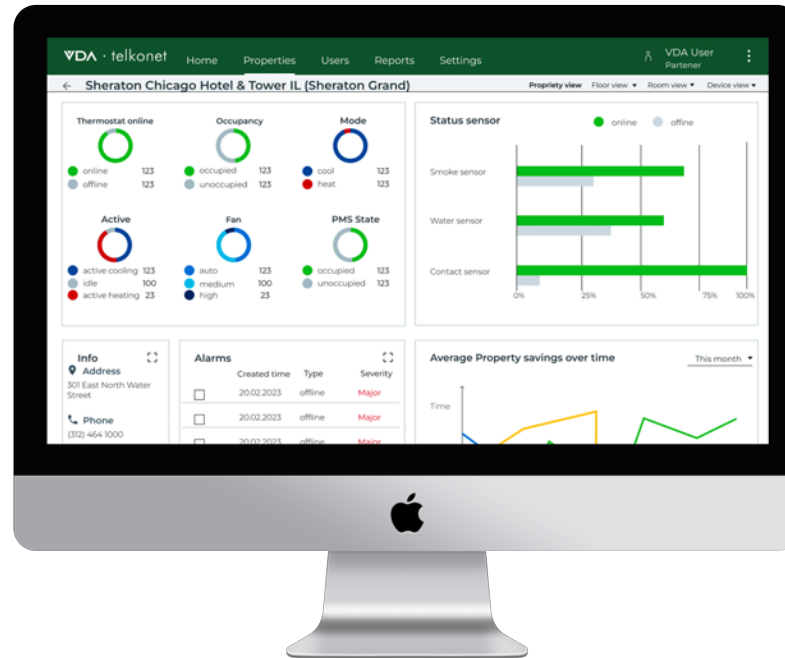 VDA · telkonet Home Properties Users Reports Settings VDA User
Partener
← Sheraton Chicago Hotel & Tower IL (Sheraton Grand) Propriety view Floor view ▾ Room view ▾ Device view ▾
Thermostat online
online 123
offline 123
Occupancy
occupied 123
unoccupied 123
Mode
cool 123
heat 123
Active
active cooling 123
idle 100
active heating 23
Fan
auto 123
medium 100
high 23
PMS State
occupied 123
unoccupied 123
Status sensor
online offine
Smoke sensor
Water sensor
Contact sensor
0% 25% 50% 75% 100%
Info
Address
301 East North Water
Street
Phone
(312) 464 1000
Alarms
Created time Type Severity
20.02.2023 offline Major
20.02.2023 offline Major
20.02.2023 offline Major
Average Property savings over time
This month ▾
Time